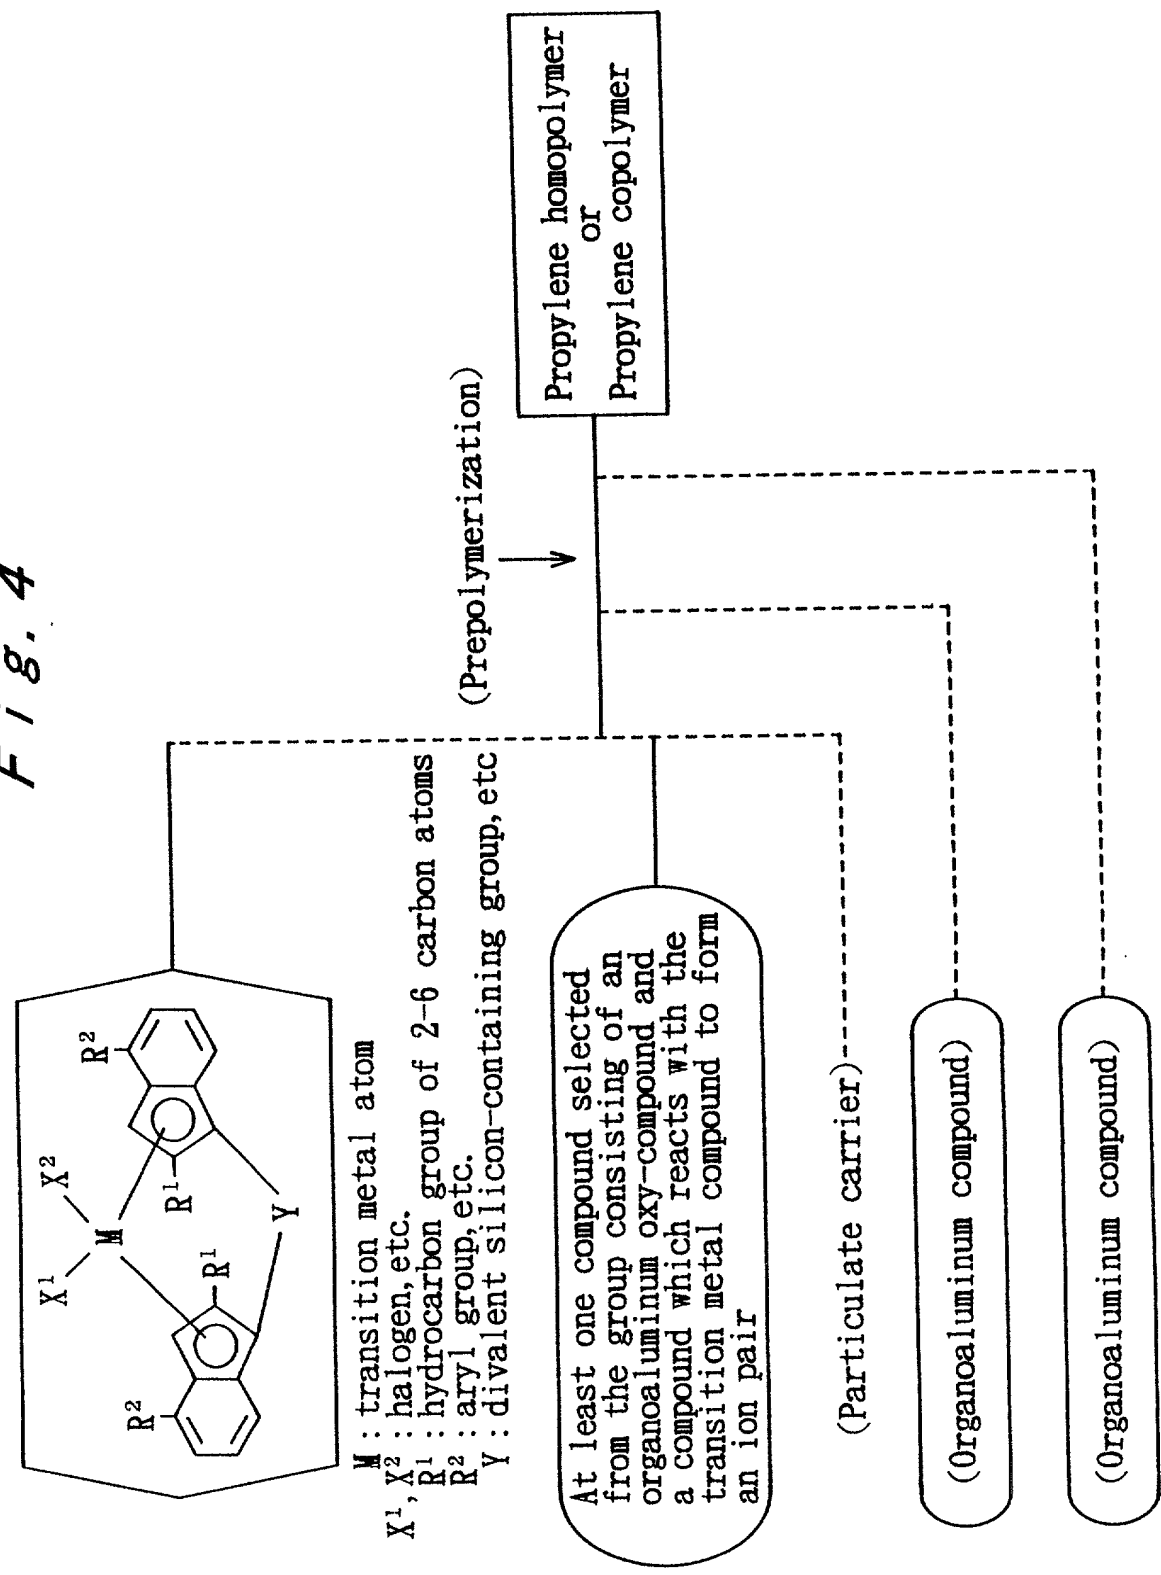 Fig. 4
X¹
X²
M
R²
R¹
R¹
R²
Y
M : transition metal atom
X¹, X² : halogen, etc.
R¹ : hydrocarbon group of 2-6 carbon atoms
R² : aryl group, etc.
Y : divalent silicon-containing group, etc
At least one compound selected
from the group consisting of an
organoaluminum oxy-compound and
a compound which reacts with the
transition metal compound to form
an ion pair
(Particulate carrier)
(Organoaluminum compound)
(Organoaluminum compound)
(Prepolymerization)
Propylene homopolymer
or
Propylene copolymer